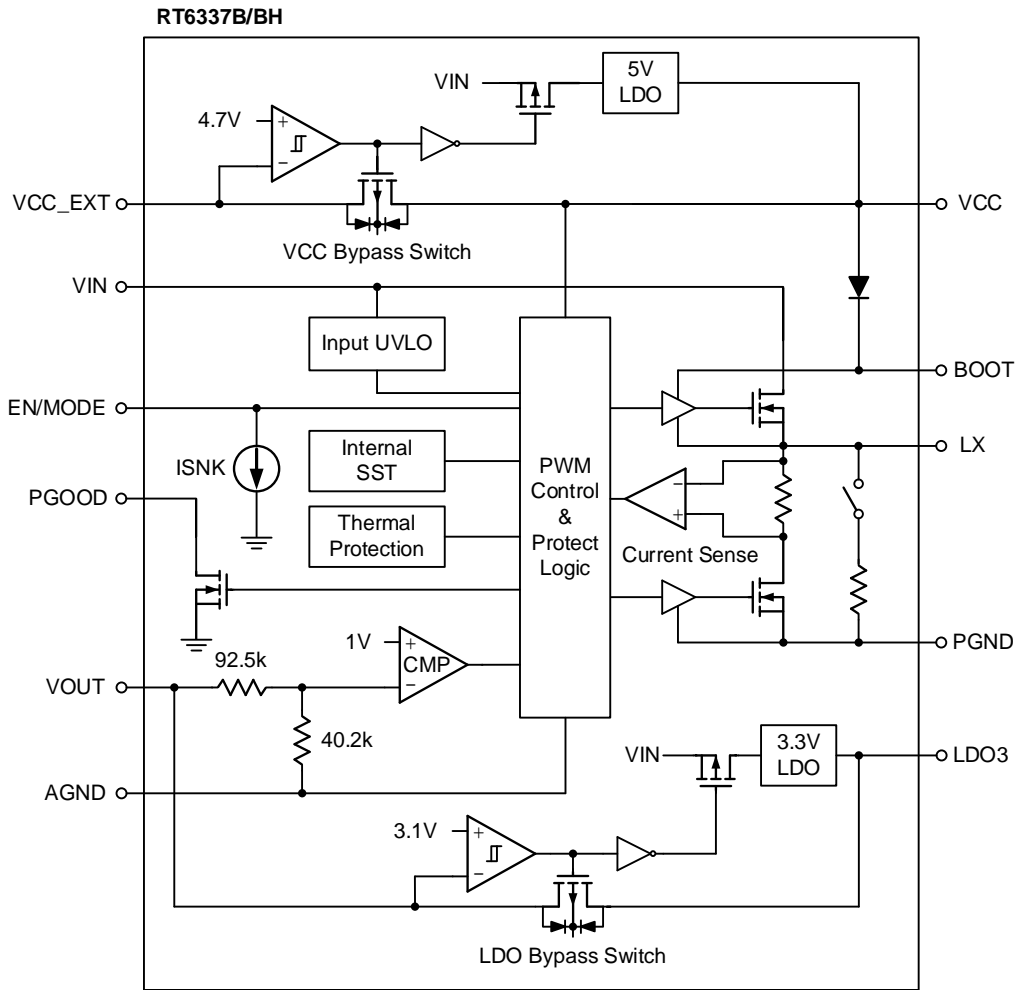 RT6337B/BH
VIN
5V
LDO
4.7V
+
−
VCC_EXT
VCC
VCC Bypass Switch
VIN
Input UVLO
BOOT
EN/MODE
LX
ISNK
Internal
SST
PWM
Control
&
Protect
Logic
−
+
PGOOD
Thermal
Protection
Current Sense
1V
+
CMP
−
PGND
92.5k
VOUT
40.2k
VIN
3.3V
LDO
LDO3
AGND
3.1V
+
−
LDO Bypass Switch